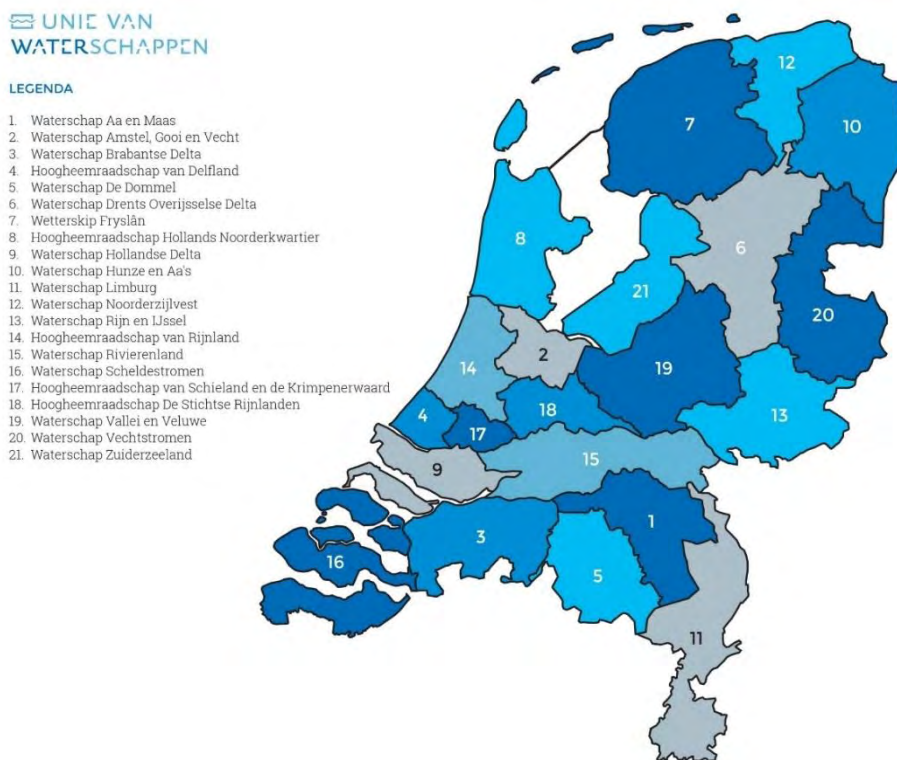 UNIE VAN
WATERSCHAPPEN
LEGENDA
1. Waterschap Aa en Maas
2. Waterschap Amstel, Gooi en Vecht
3. Waterschap Brabantse Delta
4. Hoogheemraadschap van Delfland
5. Waterschap De Dommel
6. Waterschap Drents Overijsselse Delta
7. Wetterskip Fryslân
8. Hoogheemraadschap Hollands Noorderkwartier
9. Waterschap Hollandse Delta
10. Waterschap Hunze en Aa's
11. Waterschap Limburg
12. Waterschap Noorderzijlvest
13. Waterschap Rijn en IJssel
14. Hoogheemraadschap van Rijnland
15. Waterschap Rivierenland
16. Waterschap Scheldestromen
17. Hoogheemraadschap van Schieland en de Krimpenerwaard
18. Hoogheemraadschap De Stichtse Rijnlanden
19. Waterschap Vallei en Veluwe
20. Waterschap Vechtstromen
21. Waterschap Zuiderzeeland
12
7
10
8
6
21
20
2
14
19
4
18
13
17
15
9
1
3
16
5
11